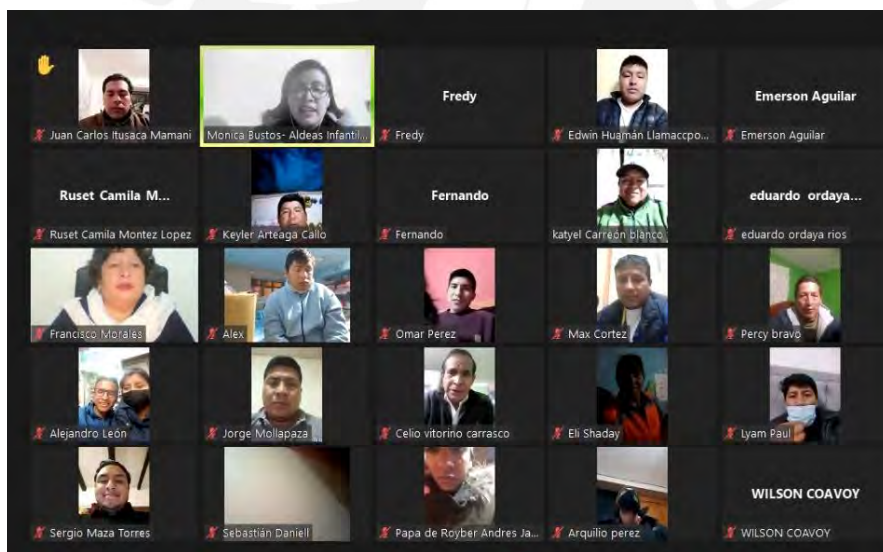 Juan Carlos Itusaca Mamani
Monica Bustos- Aldeas Infantil...
Fredy
Fredy
Edwin Huamán Llamaccpo...
Emerson Aguilar
Emerson Aguilar
Ruset Camila M...
Ruset Camila Montez Lopez
Keyler Arteaga Callo
Fernando
Fernando
katyel Carreon blanco
eduardo ordaya...
eduardo ordaya rios
Francisco Morales
Alex
Omar Perez
Max Cortez
Percy bravo
Alejandro León
Jorge Mollapaza
Celio vitorino carrasco
Eli Shaday
Lyam Paul
Sergio Maza Torres
Sebastián Daniell
Papa de Royber Andres Ja...
Arquilio perez
WILSON COAVOY
WILSON COAVOY